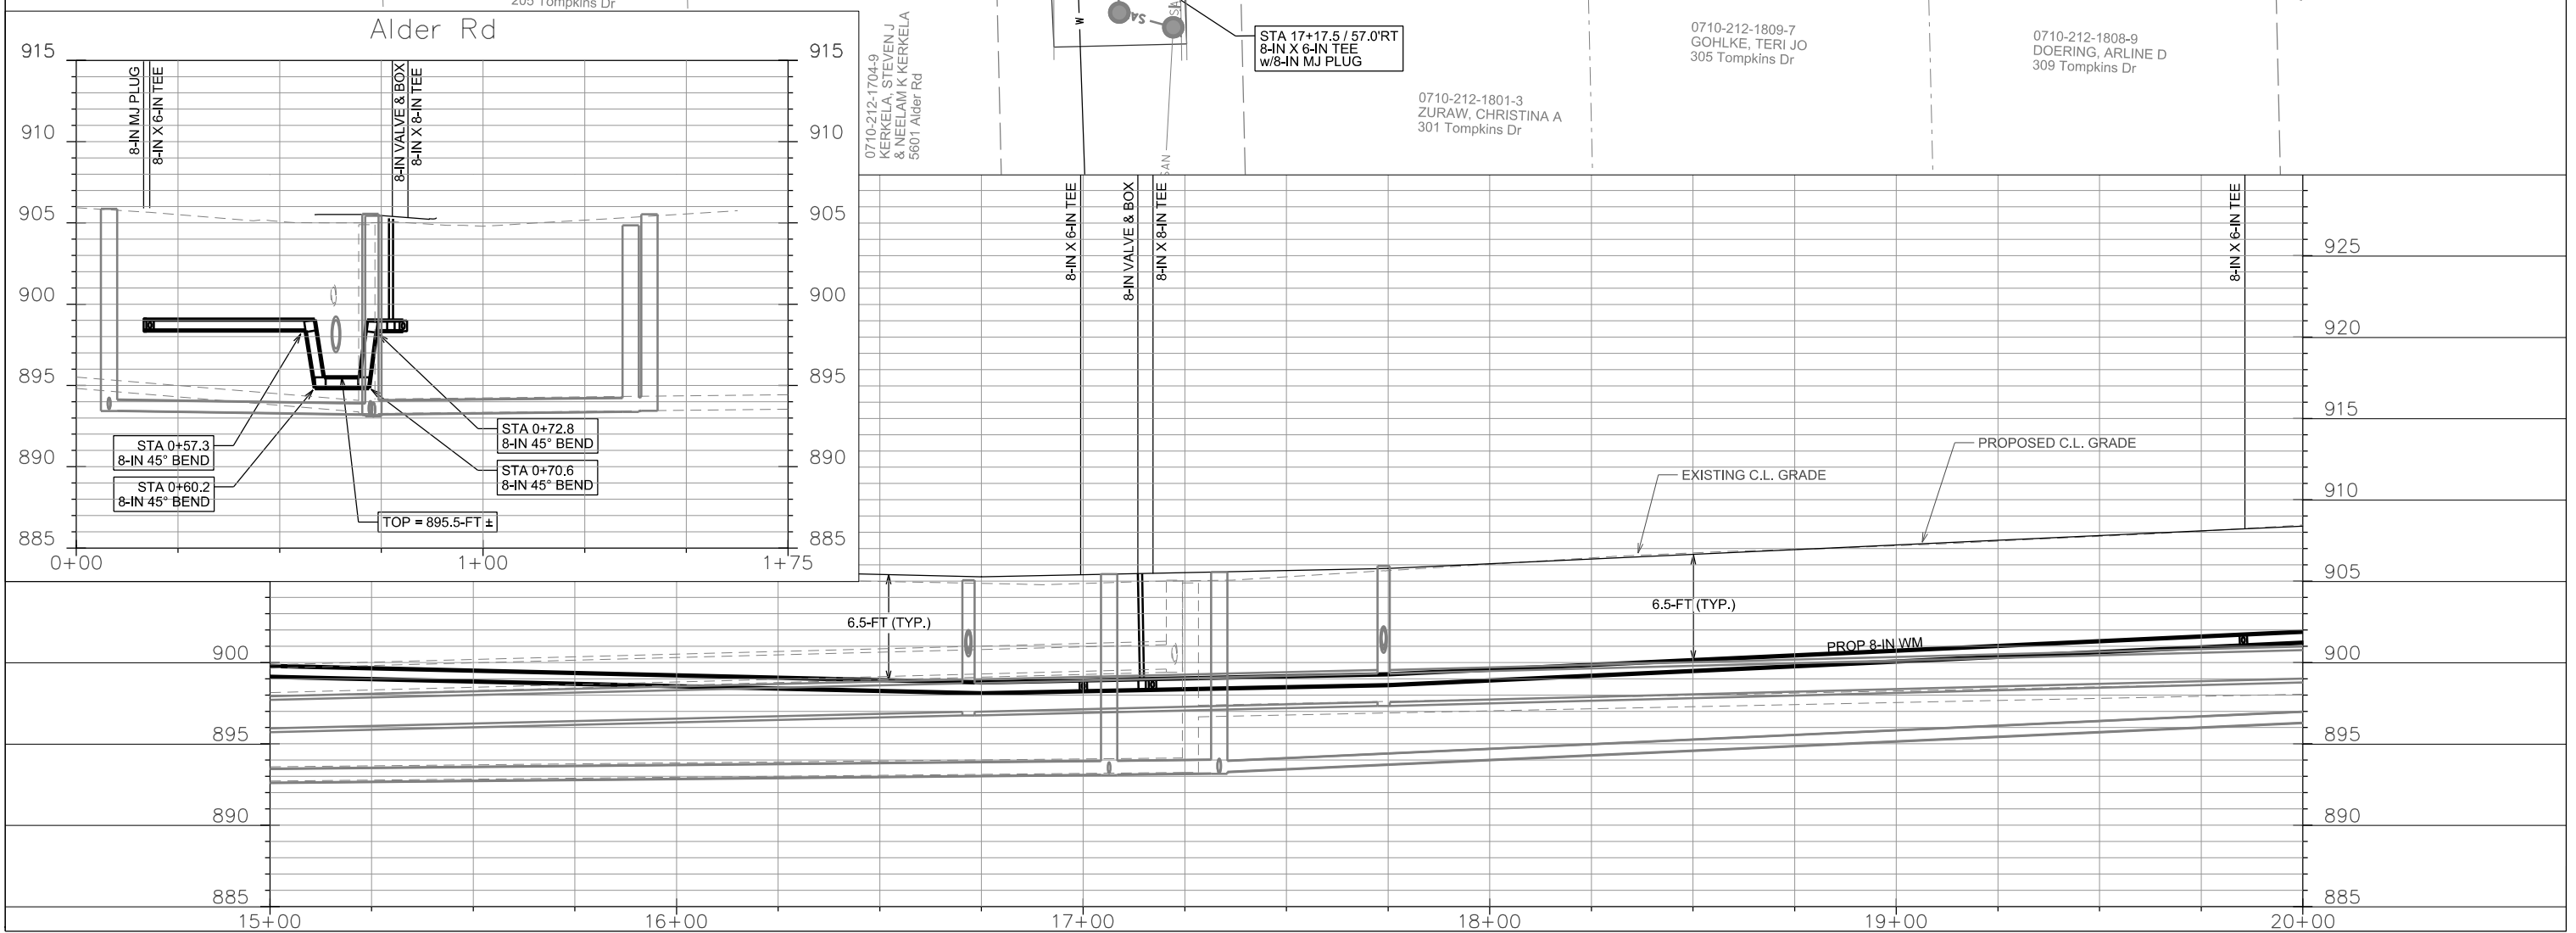 205 Tompkins Dr
Alder Rd
915
910
905
900
895
890
885
915
910
905
900
895
890
885
0+00
1+00
1+75
8-IN MJ PLUG
8-IN X 6-IN TEE
8-IN VALVE & BOX
8-IN X 8-IN TEE
STA 0+57.3
8-IN 45° BEND
STA 0+60.2
8-IN 45° BEND
STA 0+72.8
8-IN 45° BEND
STA 0+70.6
8-IN 45° BEND
TOP = 895.5-FT ±
0710-212-1704-9
KERKELA, STEVEN J
& NEELAM K KERKELA
5601 Alder Rd
W
SA
SA
SAN
STA 17+17.5 / 57.0'RT
8-IN X 6-IN TEE
w/8-IN MJ PLUG
0710-212-1801-3
ZURAW, CHRISTINA A
301 Tompkins Dr
0710-212-1809-7
GOHLKE, TERI JO
305 Tompkins Dr
0710-212-1808-9
DOERING, ARLINE D
309 Tompkins Dr
8-IN X 6-IN TEE
8-IN VALVE & BOX
8-IN X 8-IN TEE
8-IN X 6-IN TEE
925
920
915
910
905
900
895
890
885
PROPOSED C.L. GRADE
EXISTING C.L. GRADE
6.5-FT (TYP.)
6.5-FT (TYP.)
PROP 8-IN WM
900
895
890
885
15+00
16+00
17+00
18+00
19+00
20+00